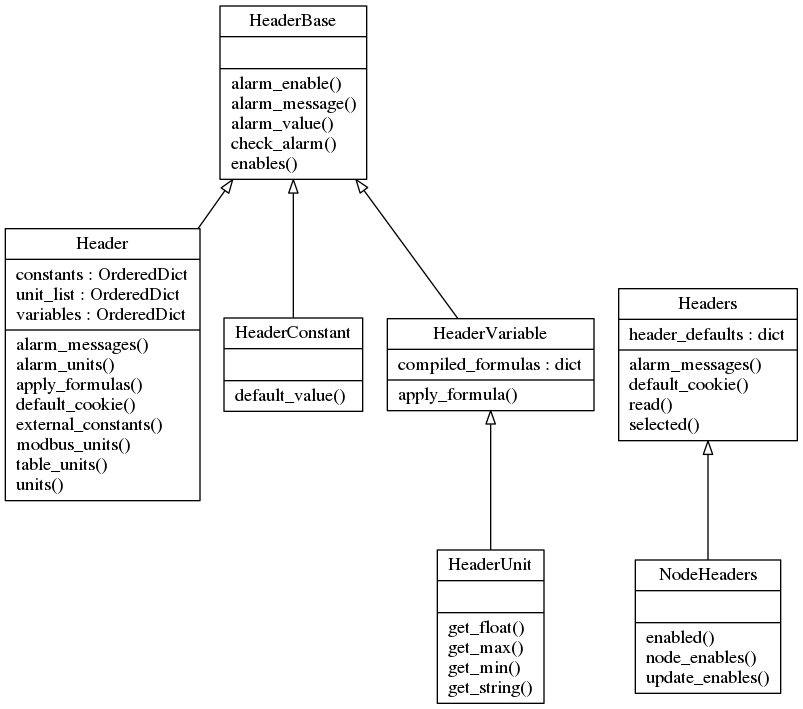 HeaderBase
alarm_enable()
alarm_message()
alarm_value()
check_alarm()
enables()
Header
constants : OrderedDict
unit_list : OrderedDict
variables : OrderedDict
alarm_messages()
alarm_units()
apply_formulas()
default_cookie()
external_constants()
modbus_units()
table_units()
units()
HeaderConstant
default_value()
HeaderVariable
compiled_formulas : dict
apply_formula()
Headers
header_defaults : dict
alarm_messages()
default_cookie()
read()
selected()
HeaderUnit
get_float()
get_max()
get_min()
get_string()
NodeHeaders
enabled()
node_enables()
update_enables()